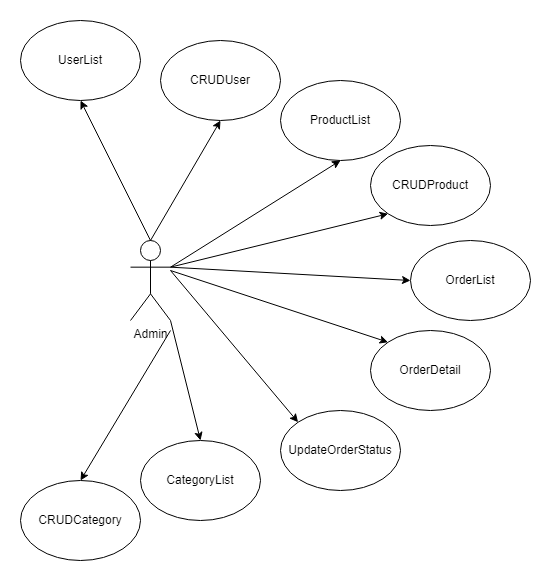 UserList
CRUDUser
ProductList
CRUDProduct
OrderList
Admin
OrderDetail
UpdateOrderStatus
CategoryList
CRUDCategory